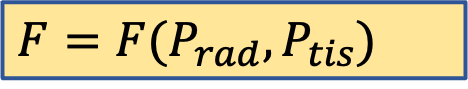 F = F(P_rad, P_tis)